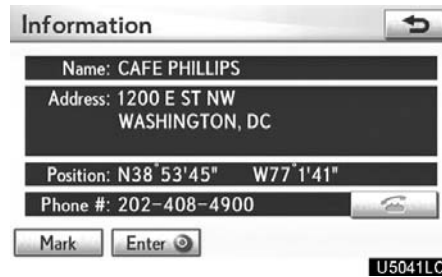 Information
Name: CAFE PHILLIPS
Address: 1200 E ST NW
WASHINGTON, DC
Position: N38°53'45" W77°1'41"
Phone #: 202-408-4900
Mark Enter
U5041LC